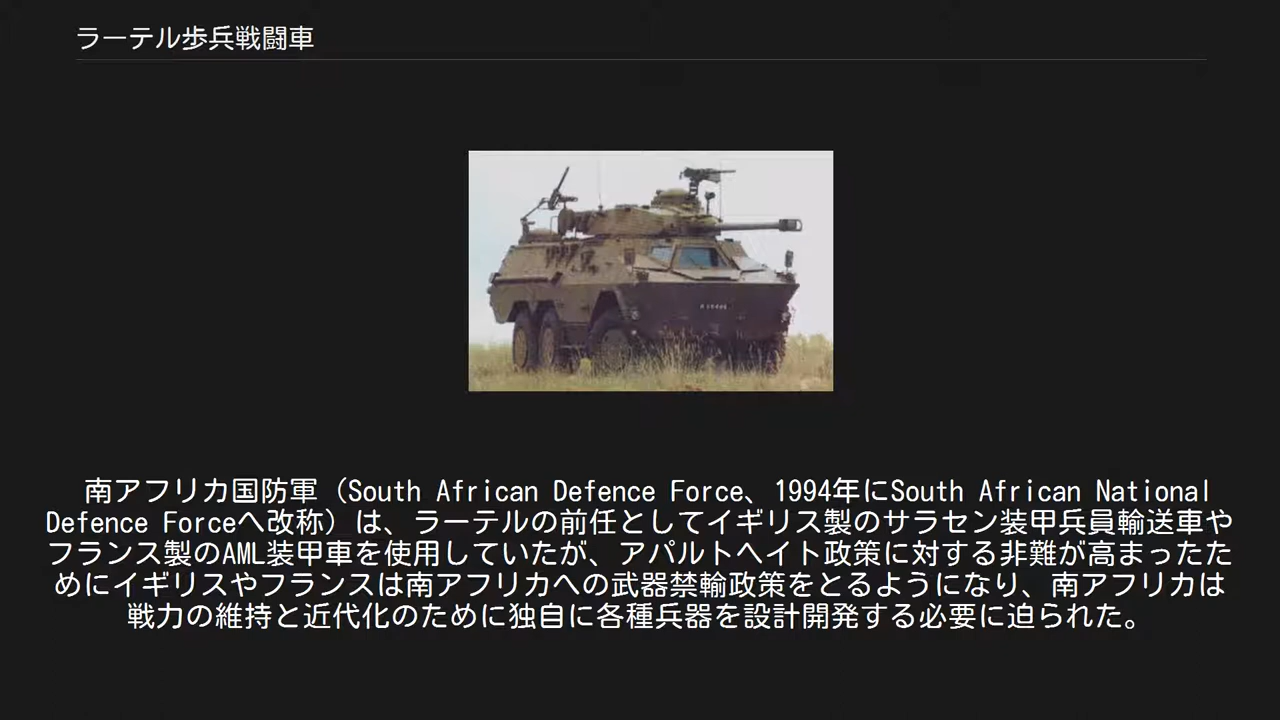 ラーテル歩兵戦闘車
南アフリカ国防軍（South African Defence Force、1994年にSouth African National
Defence Forceへ改称）は、ラーテルの前任としてイギリス製のサラセン装甲兵員輸送車や
フランス製のAML装甲車を使用していたが、アパルトヘイト政策に対する非難が高まったた
めにイギリスやフランスは南アフリカへの武器禁輸政策をとるようになり、南アフリカは
戦力の維持と近代化のために独自に各種兵器を設計開発する必要に迫られた。